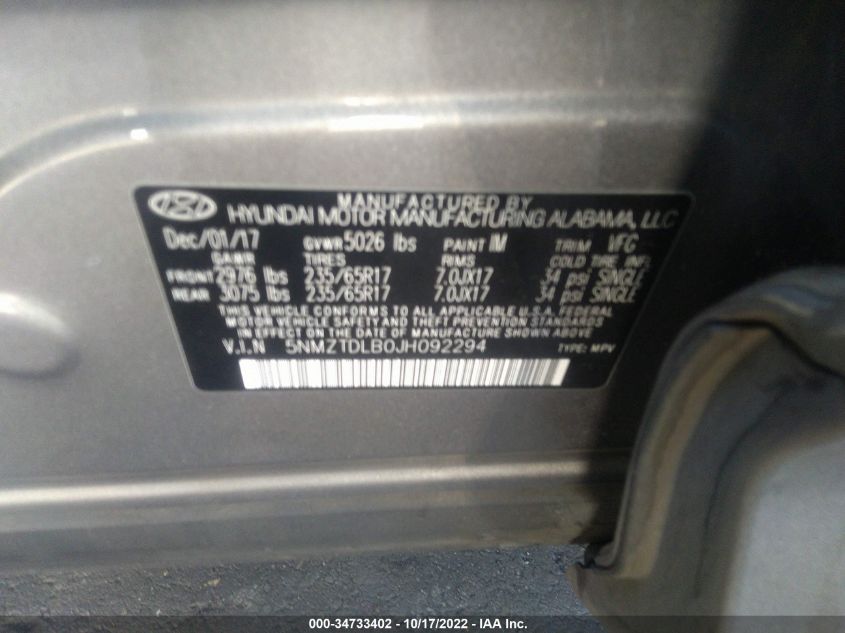 MANUFACTURED BY
HYUNDAI MOTOR MANUFACTURING ALABAMA, LLC
Dec/01/17 GVWR 5026 lbs PAINT TRIM VFC
GAWR TIRES RIMS COLD TIRE INFL
FRONT 2976 lbs 235/65R17 7.0JX17 34 psi SINGLE
REAR 3075 lbs 235/65R17 7.0JX17 34 psi SINGLE
THIS VEHICLE CONFORMS TO ALL APPLICABLE U.S.A. FEDERAL
MOTOR VEHICLE SAFETY AND THEFT PREVENTION STANDARDS
IN EFFECT ON THE DATE OF MANUFACTURE SHOWN ABOVE.
V.I.N 5NMZTDLB0JH092294 TYPE: MPV
000-34733402 - 10/17/2022 - IAA Inc.